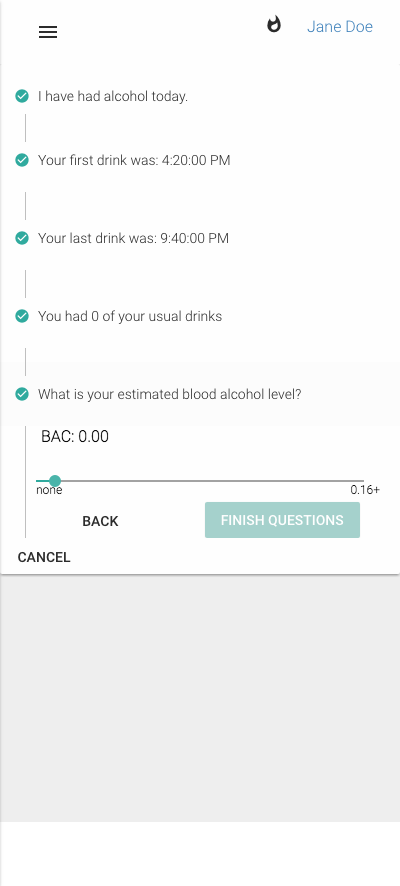 Jane Doe
I have had alcohol today.
Your first drink was: 4:20:00 PM
Your last drink was: 9:40:00 PM
You had 0 of your usual drinks
What is your estimated blood alcohol level?
BAC: 0.00
none 0.16+
BACK FINISH QUESTIONS
CANCEL